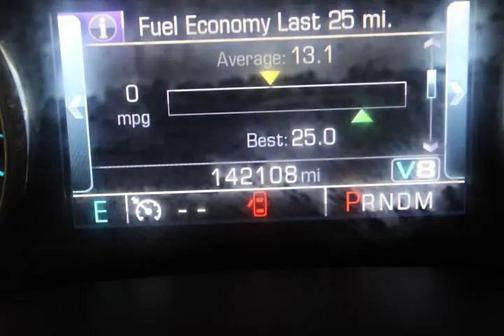 Fuel Economy Last 25 mi.
Average: 13.1
0
mpg
Best: 25.0
142108 mi
V8
E -- PRNDM